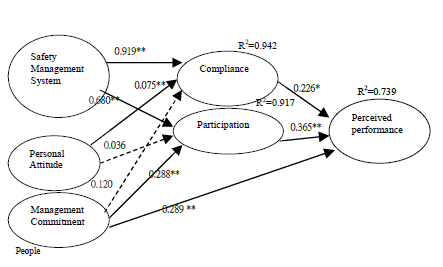 R²=0.942
0.919**
Safety
Management
System
Compliance
0.075**
0.226*
R²=0.739
0.680**
R²=0.917
Participation
Perceived
performance
0.365**
0.036
Personal
Attitude
0.120
0.288**
Management
Commitment
0.289 **
People